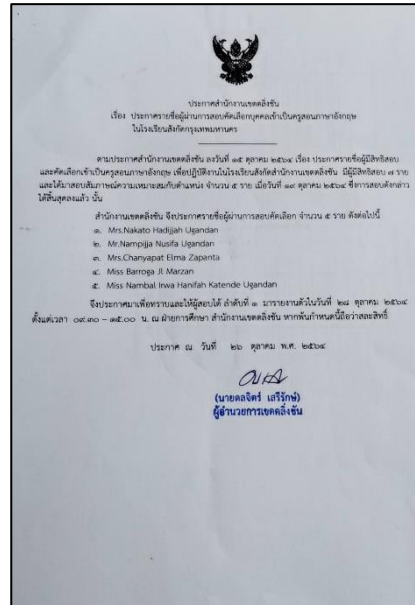 ประกาศสำนักงานเขตตลิ่งชัน
เรื่อง ประกาศรายชื่อผู้ผ่านการสอบคัดเลือกบุคคลเข้าเป็นครูสอนภาษาอังกฤษ
ในโรงเรียนสังกัดกรุงเทพมหานคร
ตามประกาศสำนักงานเขตตลิ่งชัน ลงวันที่ ๑๕ ตุลาคม ๒๕๖๔ เรื่อง ประกาศรายชื่อผู้มีสิทธิสอบ
และคัดเลือกเข้าเป็นครูสอนภาษาอังกฤษ เพื่อปฏิบัติงานในโรงเรียนสังกัดสำนักงานเขตตลิ่งชัน มีผู้มีสิทธิสอบ ๗ ราย
และได้มาสอบสัมภาษณ์ความเหมาะสมกับตำแหน่ง จำนวน ๕ ราย เมื่อวันที่ ๑๙ ตุลาคม ๒๕๖๔ ซึ่งการสอบดังกล่าว
ได้สิ้นสุดลงแล้ว นั้น
สำนักงานเขตตลิ่งชัน จึงประกาศรายชื่อผู้ผ่านการสอบคัดเลือก จำนวน ๕ ราย ดังต่อไปนี้
๑. Mrs.Nakato Hadijjah Ugandan
๒. Mr.Nampijja Nusifa Ugandan
๓. Mrs.Chanyapat Elma Zapanta
๔. Miss Barroga Jl Marzan
๕. Miss Nambal Irwa Hanifah Katende Ugandan
จึงประกาศมาเพื่อทราบและให้ผู้สอบได้ ลำดับที่ ๑ มารายงานตัวในวันที่ ๒๘ ตุลาคม ๒๕๖๔
ตั้งแต่เวลา ๐๙.๓๐ – ๑๕.๐๐ น. ณ ฝ่ายการศึกษา สำนักงานเขตตลิ่งชัน หากพ้นกำหนดนี้ถือว่าสละสิทธิ์
ประกาศ ณ วันที่ ๒๖ ตุลาคม พ.ศ. ๒๕๖๔
(นายดลจิตร์ เสรีรักษ์)
ผู้อำนวยการเขตตลิ่งชัน